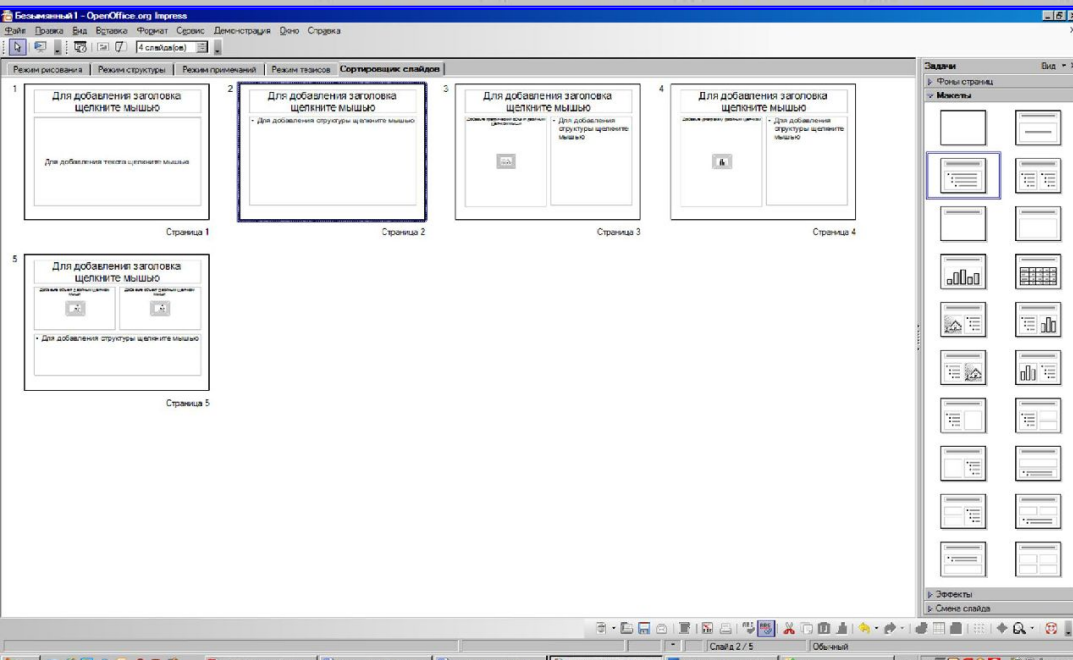 Безымянный1 - OpenOffice.org Impress
Файл Правка Вид Вставка Формат Сервис Демонстрация Окно Справка
4 слайда(ов)
Режим рисования Режим структуры Режим примечаний Режим тезисов Сортировщик слайдов
Задачи Вид
Фоны страниц
Макеты
1
Для добавления заголовка
щелкните мышью
Для добавления текста щелкните мышью
Страница 1
2
Для добавления заголовка
щелкните мышью
• Для добавления структуры щелкните мышью
Страница 2
3
Для добавления заголовка
щелкните мышью
• Для добавления
структуры щелкните
мышью
Страница 3
4
Для добавления заголовка
щелкните мышью
• Для добавления
структуры щелкните
мышью
Страница 4
5
Для добавления заголовка
щелкните мышью
• Для добавления структуры щелкните мышью
Страница 5
Эффекты
Смена слайда
Слайд 2 / 5 Обычный